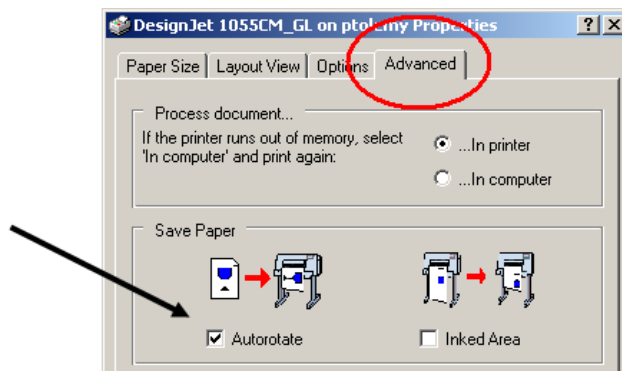 DesignJet 1055CM_GL on ptolemy Properties
Paper Size Layout View Options Advanced
Process document...
If the printer runs out of memory, select
'In computer' and print again:
...In printer
...In computer
Save Paper
Autorotate Inked Area